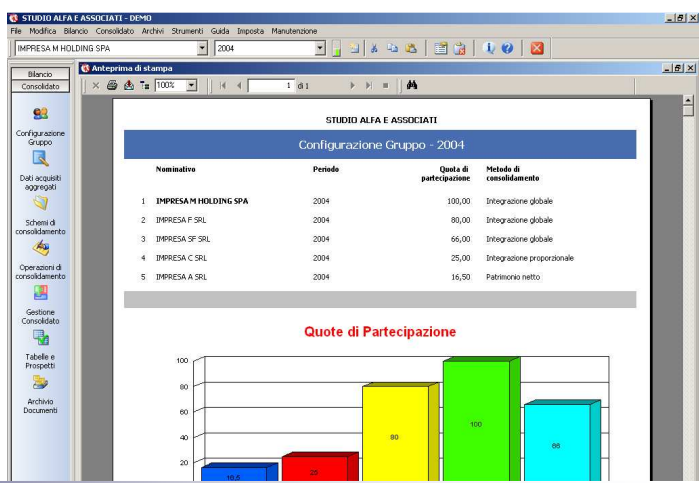 STUDIO ALFA E ASSOCIATI - DEMO
File Modifica Bilancio Consolidato Archivi Strumenti Guida Imposta Manutenzione
IMPRESA M HOLDING SPA 2004
Bilancio
Consolidato
Configurazione
Gruppo
Dati acquisiti
aggregati
Schemi di
consolidamento
Operazioni di
consolidamento
Gestione
Consolidato
Tabelle e
Prospetti
Archivio
Documenti
Anteprima di stampa
100% 1 di 1
STUDIO ALFA E ASSOCIATI
Configurazione Gruppo - 2004
Nominativo Periodo Quota di partecipazione Metodo di consolidamento
1 IMPRESA M HOLDING SPA 2004 100,00 Integrazione globale
2 IMPRESA F SRL 2004 80,00 Integrazione globale
3 IMPRESA SF SRL 2004 66,00 Integrazione globale
4 IMPRESA C SRL 2004 25,00 Integrazione proporzionale
5 IMPRESA A SRL 2004 16,50 Patrimonio netto
Quote di Partecipazione
100
80
60
40
20
16,5
25
80
100
66